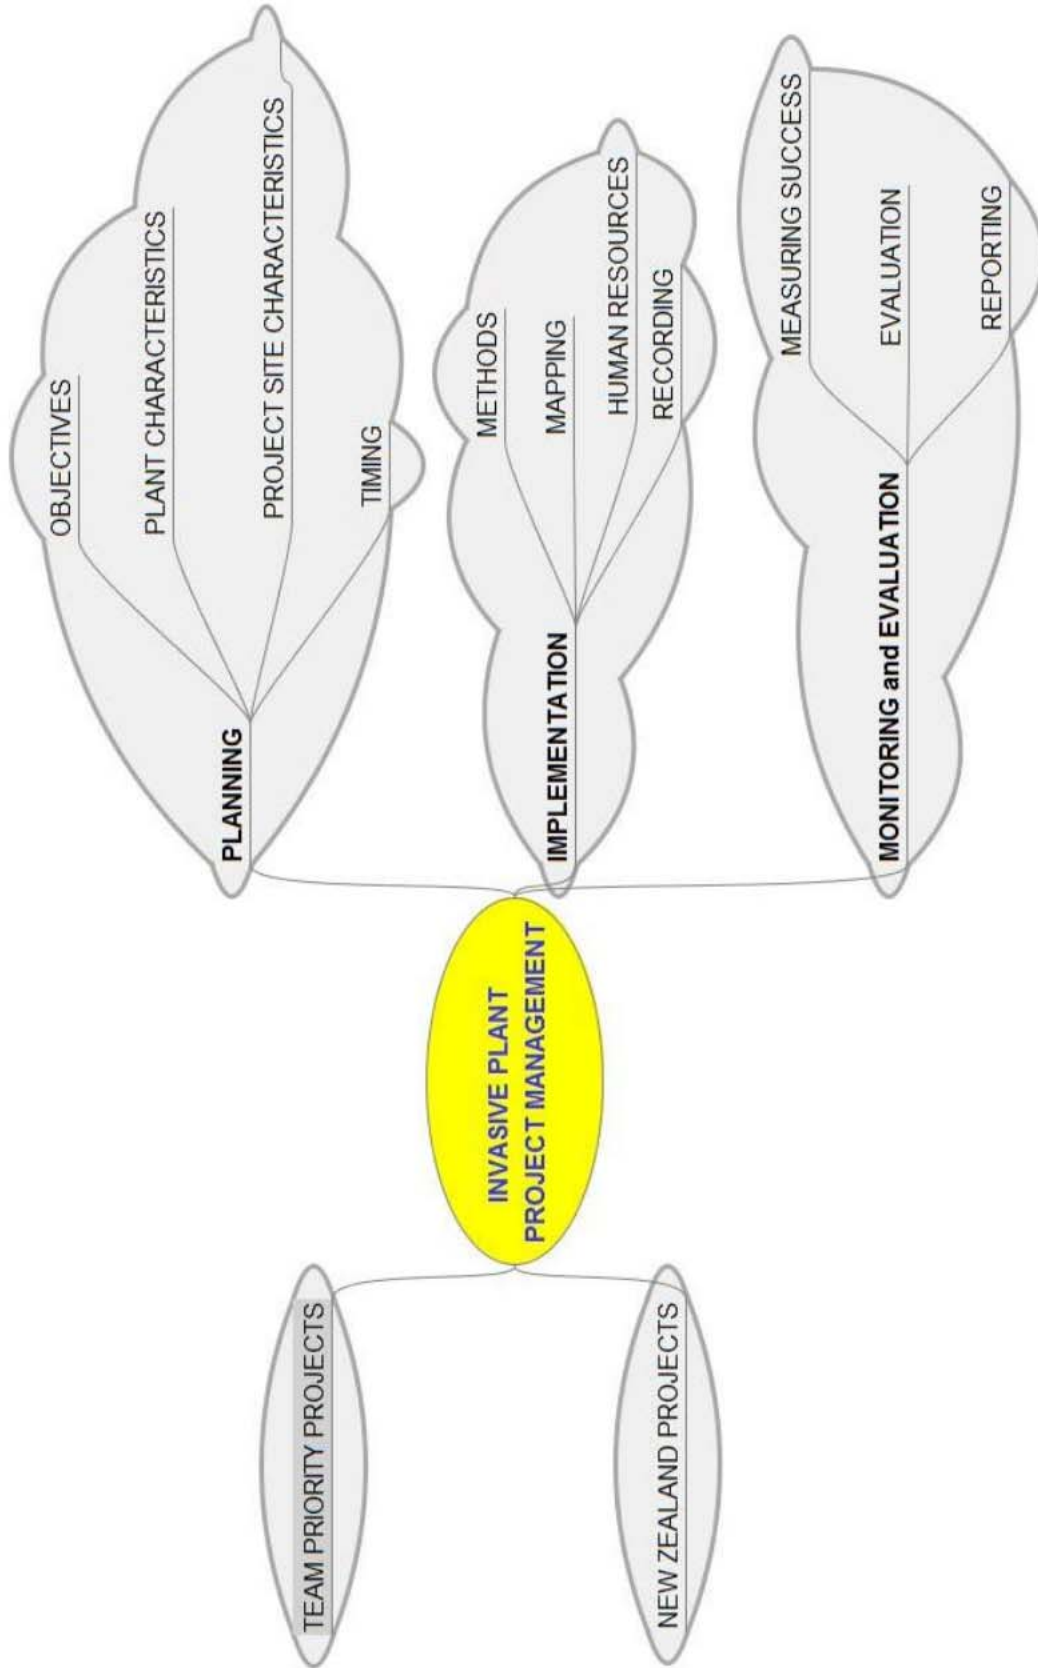 TEAM PRIORITY PROJECTS
NEW ZEALAND PROJECTS
INVASIVE PLANT
PROJECT MANAGEMENT
PLANNING
OBJECTIVES
PLANT CHARACTERISTICS
PROJECT SITE CHARACTERISTICS
TIMING
IMPLEMENTATION
METHODS
MAPPING
HUMAN RESOURCES
RECORDING
MONITORING and EVALUATION
MEASURING SUCCESS
EVALUATION
REPORTING